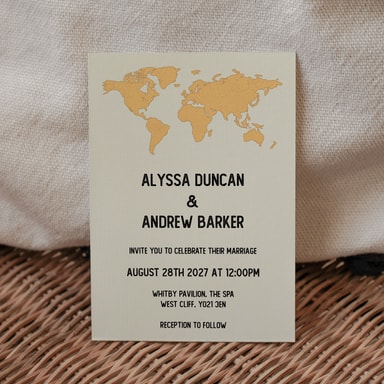 ALYSSA DUNCAN
&
ANDREW BARKER
INVITE YOU TO CELEBRATE THEIR MARRIAGE
AUGUST 28TH 2027 AT 12:00PM
WHITBY PAVILION, THE SPA
WEST CLIFF, YO21 3EN
RECEPTION TO FOLLOW